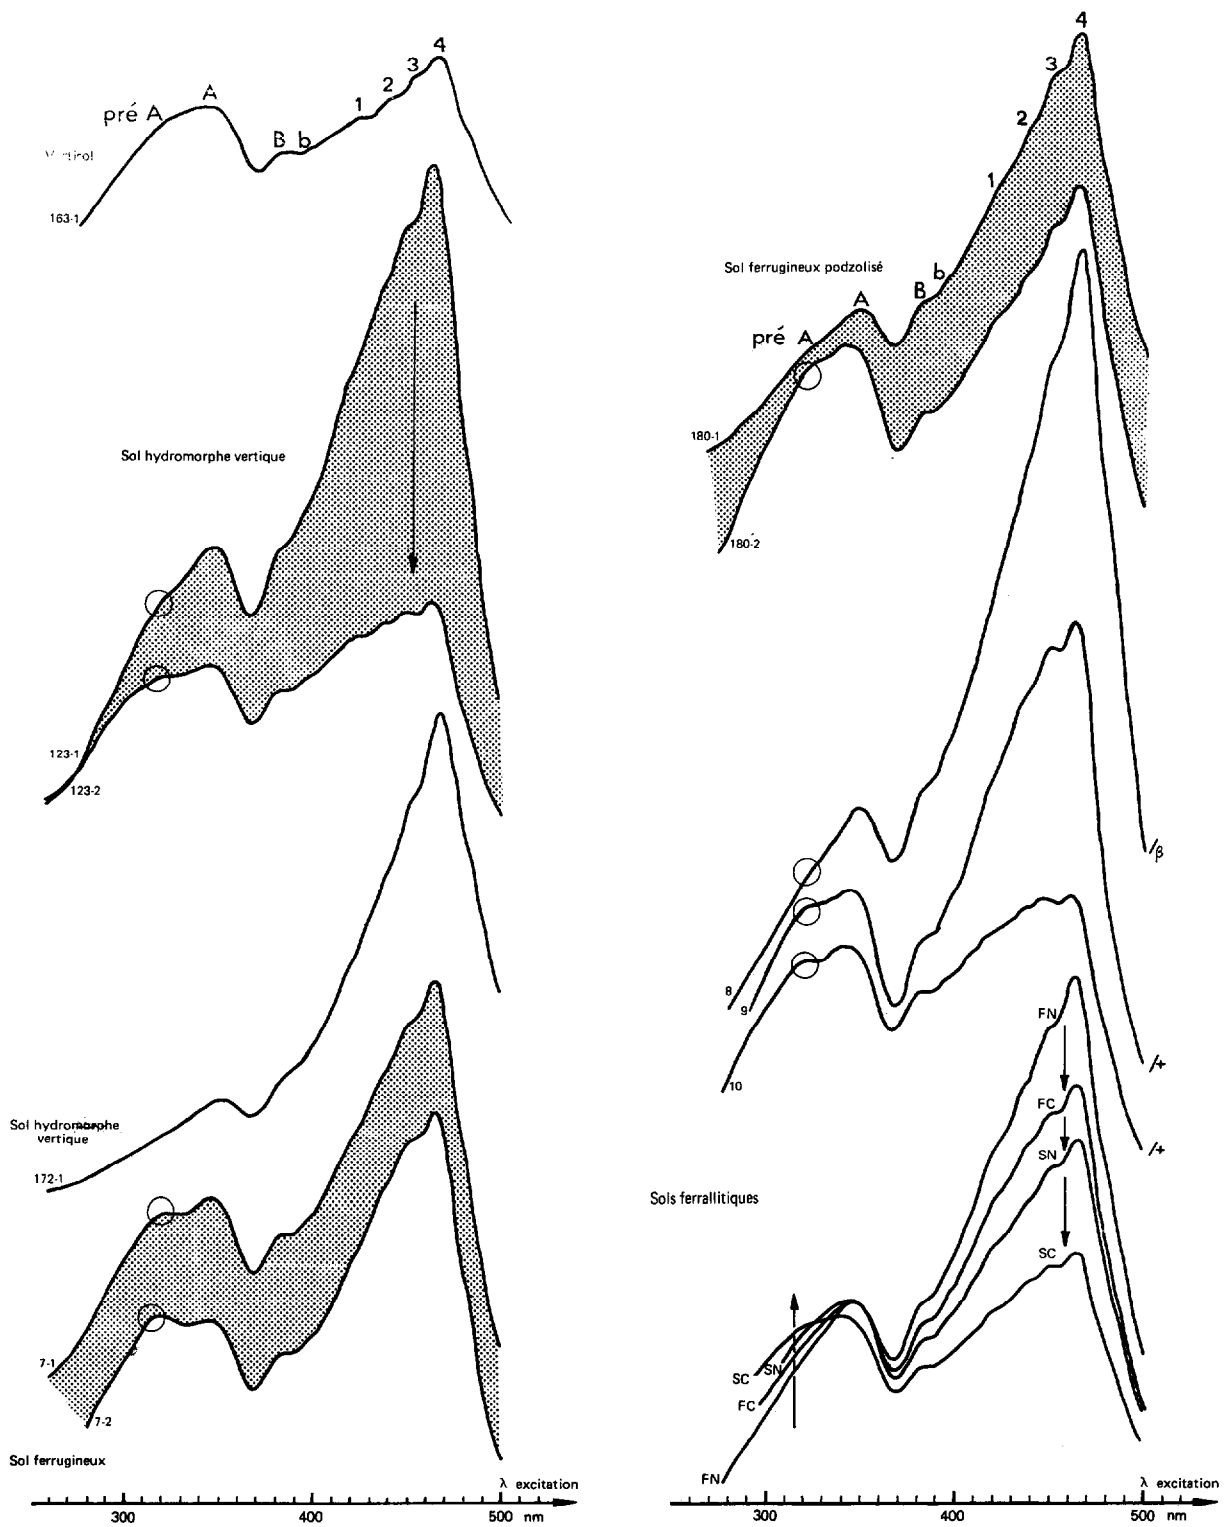 4
3
2
1
A
pré A
B b
163-1
Sol hydromorphe vertique
123-1
123-2
Sol hydromorphe
vertique
172-1
7-1
7-2
Sol ferrugineux
λ excitation
300 400 500 nm
4
3
2
1
b
B
A
pré A
Sol ferrugineux podzolisé
180-1
180-2
/β
8
9
10
/+
/+
FN
FC
SN
SC
Sols ferrallitiques
SC
SN
FC
FN
λ excitation
300 400 500 nm